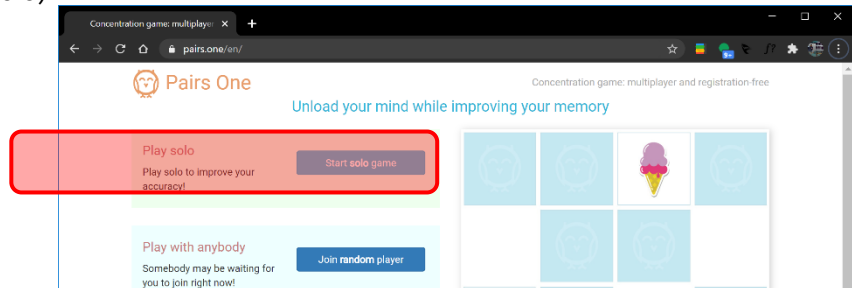 Concentration game: multiplayer
pairs.one/en/
9+
Pairs One
Concentration game: multiplayer and registration-free
Unload your mind while improving your memory
Play solo
Play solo to improve your
accuracy!
Start solo game
Play with anybody
Somebody may be waiting for
you to join right now!
Join random player